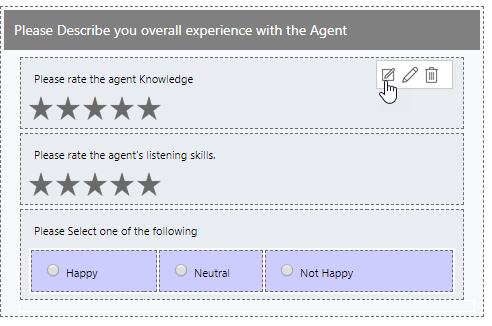 Please Describe you overall experience with the Agent
Please rate the agent Knowledge
Please rate the agent's listening skills.
Please Select one of the following
Happy Neutral Not Happy